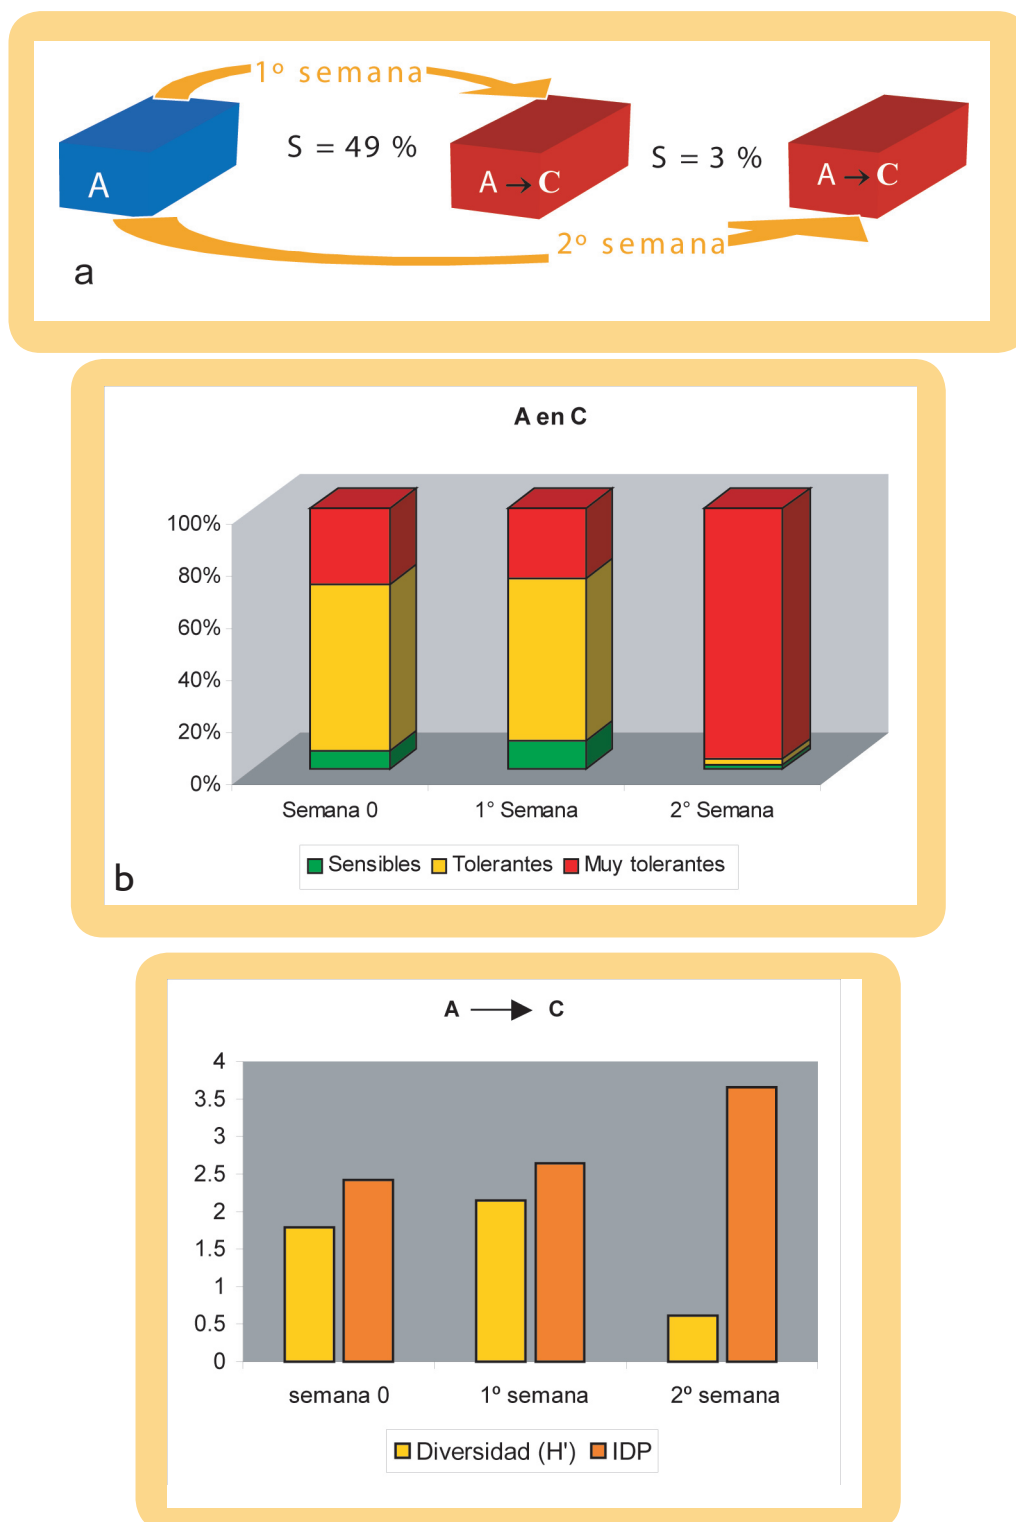 1º semana
S = 49 %
S = 3 %
A
A → C
A → C
2º semana
a
A en C
100%
80%
60%
40%
20%
0%
Semana 0
1° Semana
2° Semana
Sensibles
Tolerantes
Muy tolerantes
b
A → C
4
3.5
3
2.5
2
1.5
1
0.5
0
semana 0
1º semana
2º semana
Diversidad (H')
IDP